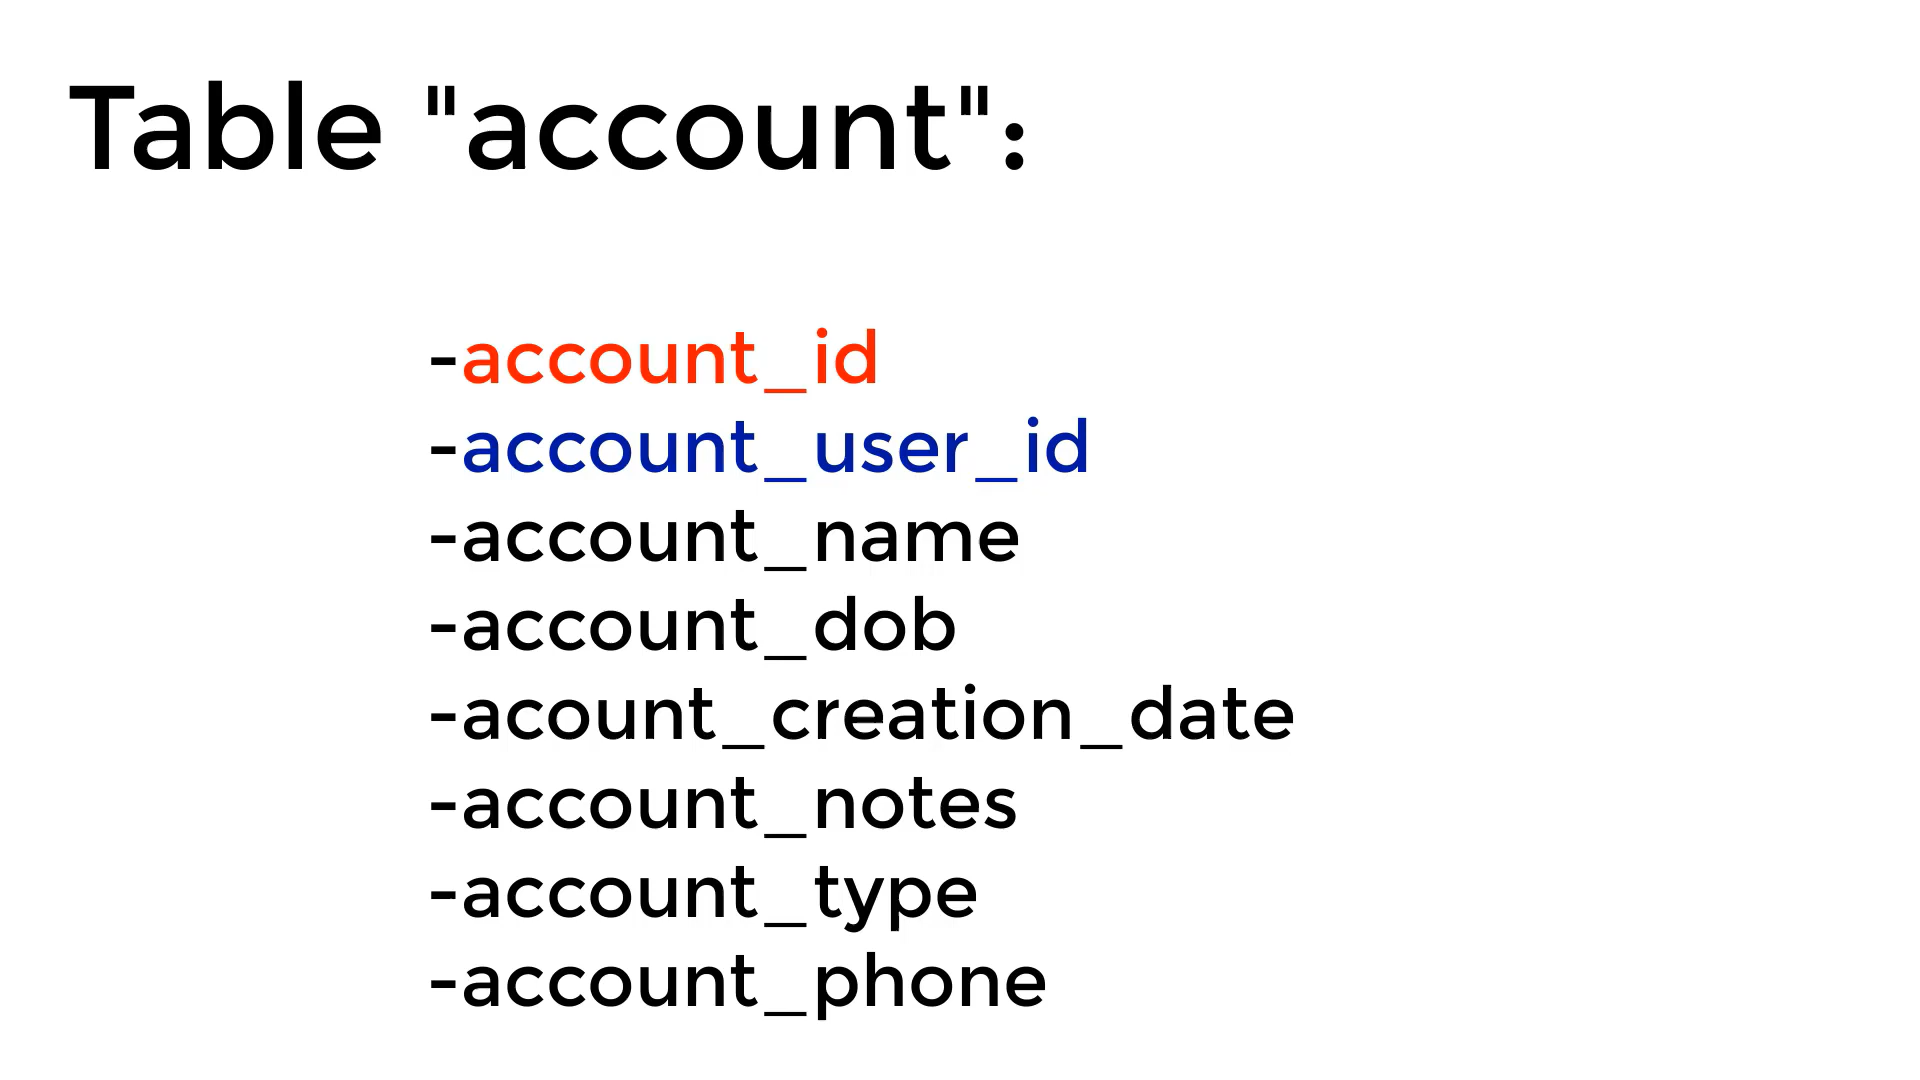 Table "account":
-account_id
-account_user_id
-account_name
-account_dob
-acount_creation_date
-account_notes
-account_type
-account_phone